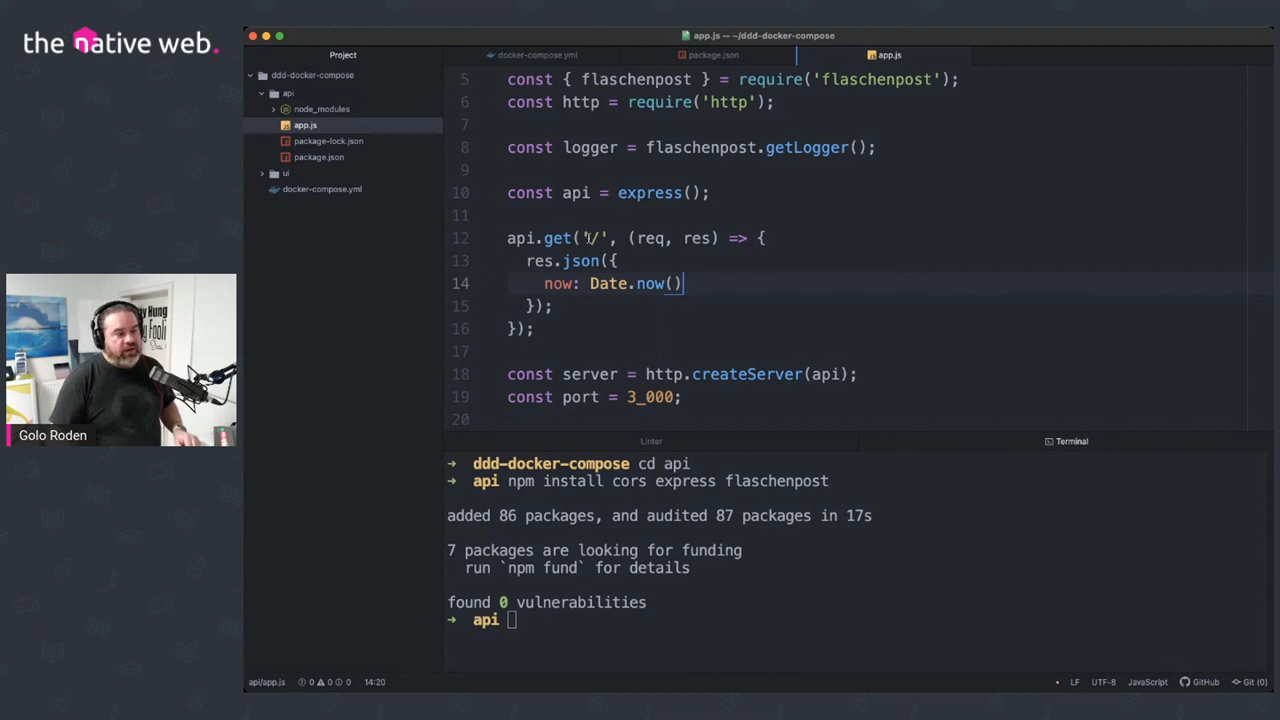 the native web.
app.js — ~/ddd-docker-compose
Project
docker-compose.yml
package.json
app.js
ddd-docker-compose
api
node_modules
app.js
package-lock.json
package.json
ui
docker-compose.yml
5 const { flaschenpost } = require('flaschenpost');
6 const http = require('http');
7
8 const logger = flaschenpost.getLogger();
9
10 const api = express();
11
12 api.get('/', (req, res) => {
13 res.json({
14 now: Date.now()
15 });
16 });
17
18 const server = http.createServer(api);
19 const port = 3_000;
20
Linter
Terminal
➜ ddd-docker-compose cd api
➜ api npm install cors express flaschenpost
added 86 packages, and audited 87 packages in 17s
7 packages are looking for funding
run `npm fund` for details
found 0 vulnerabilities
➜ api
Golo Roden
api/app.js 0 0 0 14:20
LF UTF-8 JavaScript GitHub Git (0)